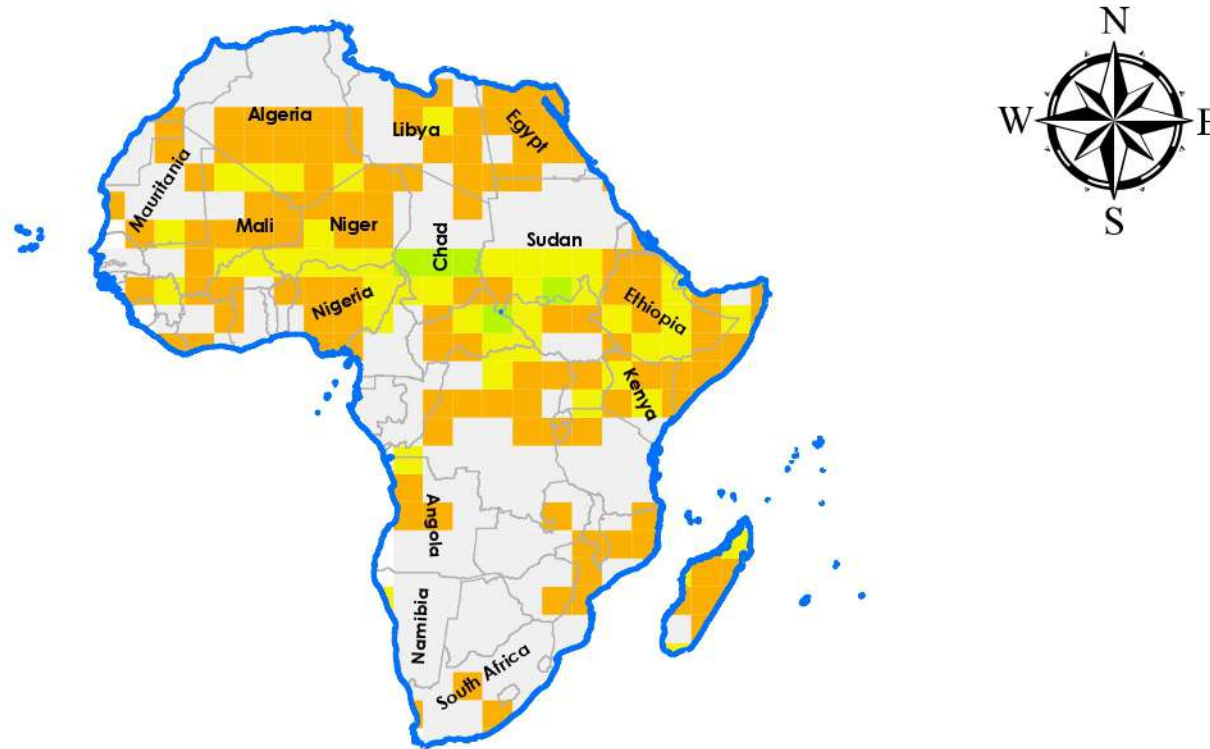 N
W
E
S
Algeria
Libya
Egypt
Mauritania
Mali
Niger
Chad
Sudan
Nigeria
Ethiopia
Kenya
Angola
Namibia
South Africa